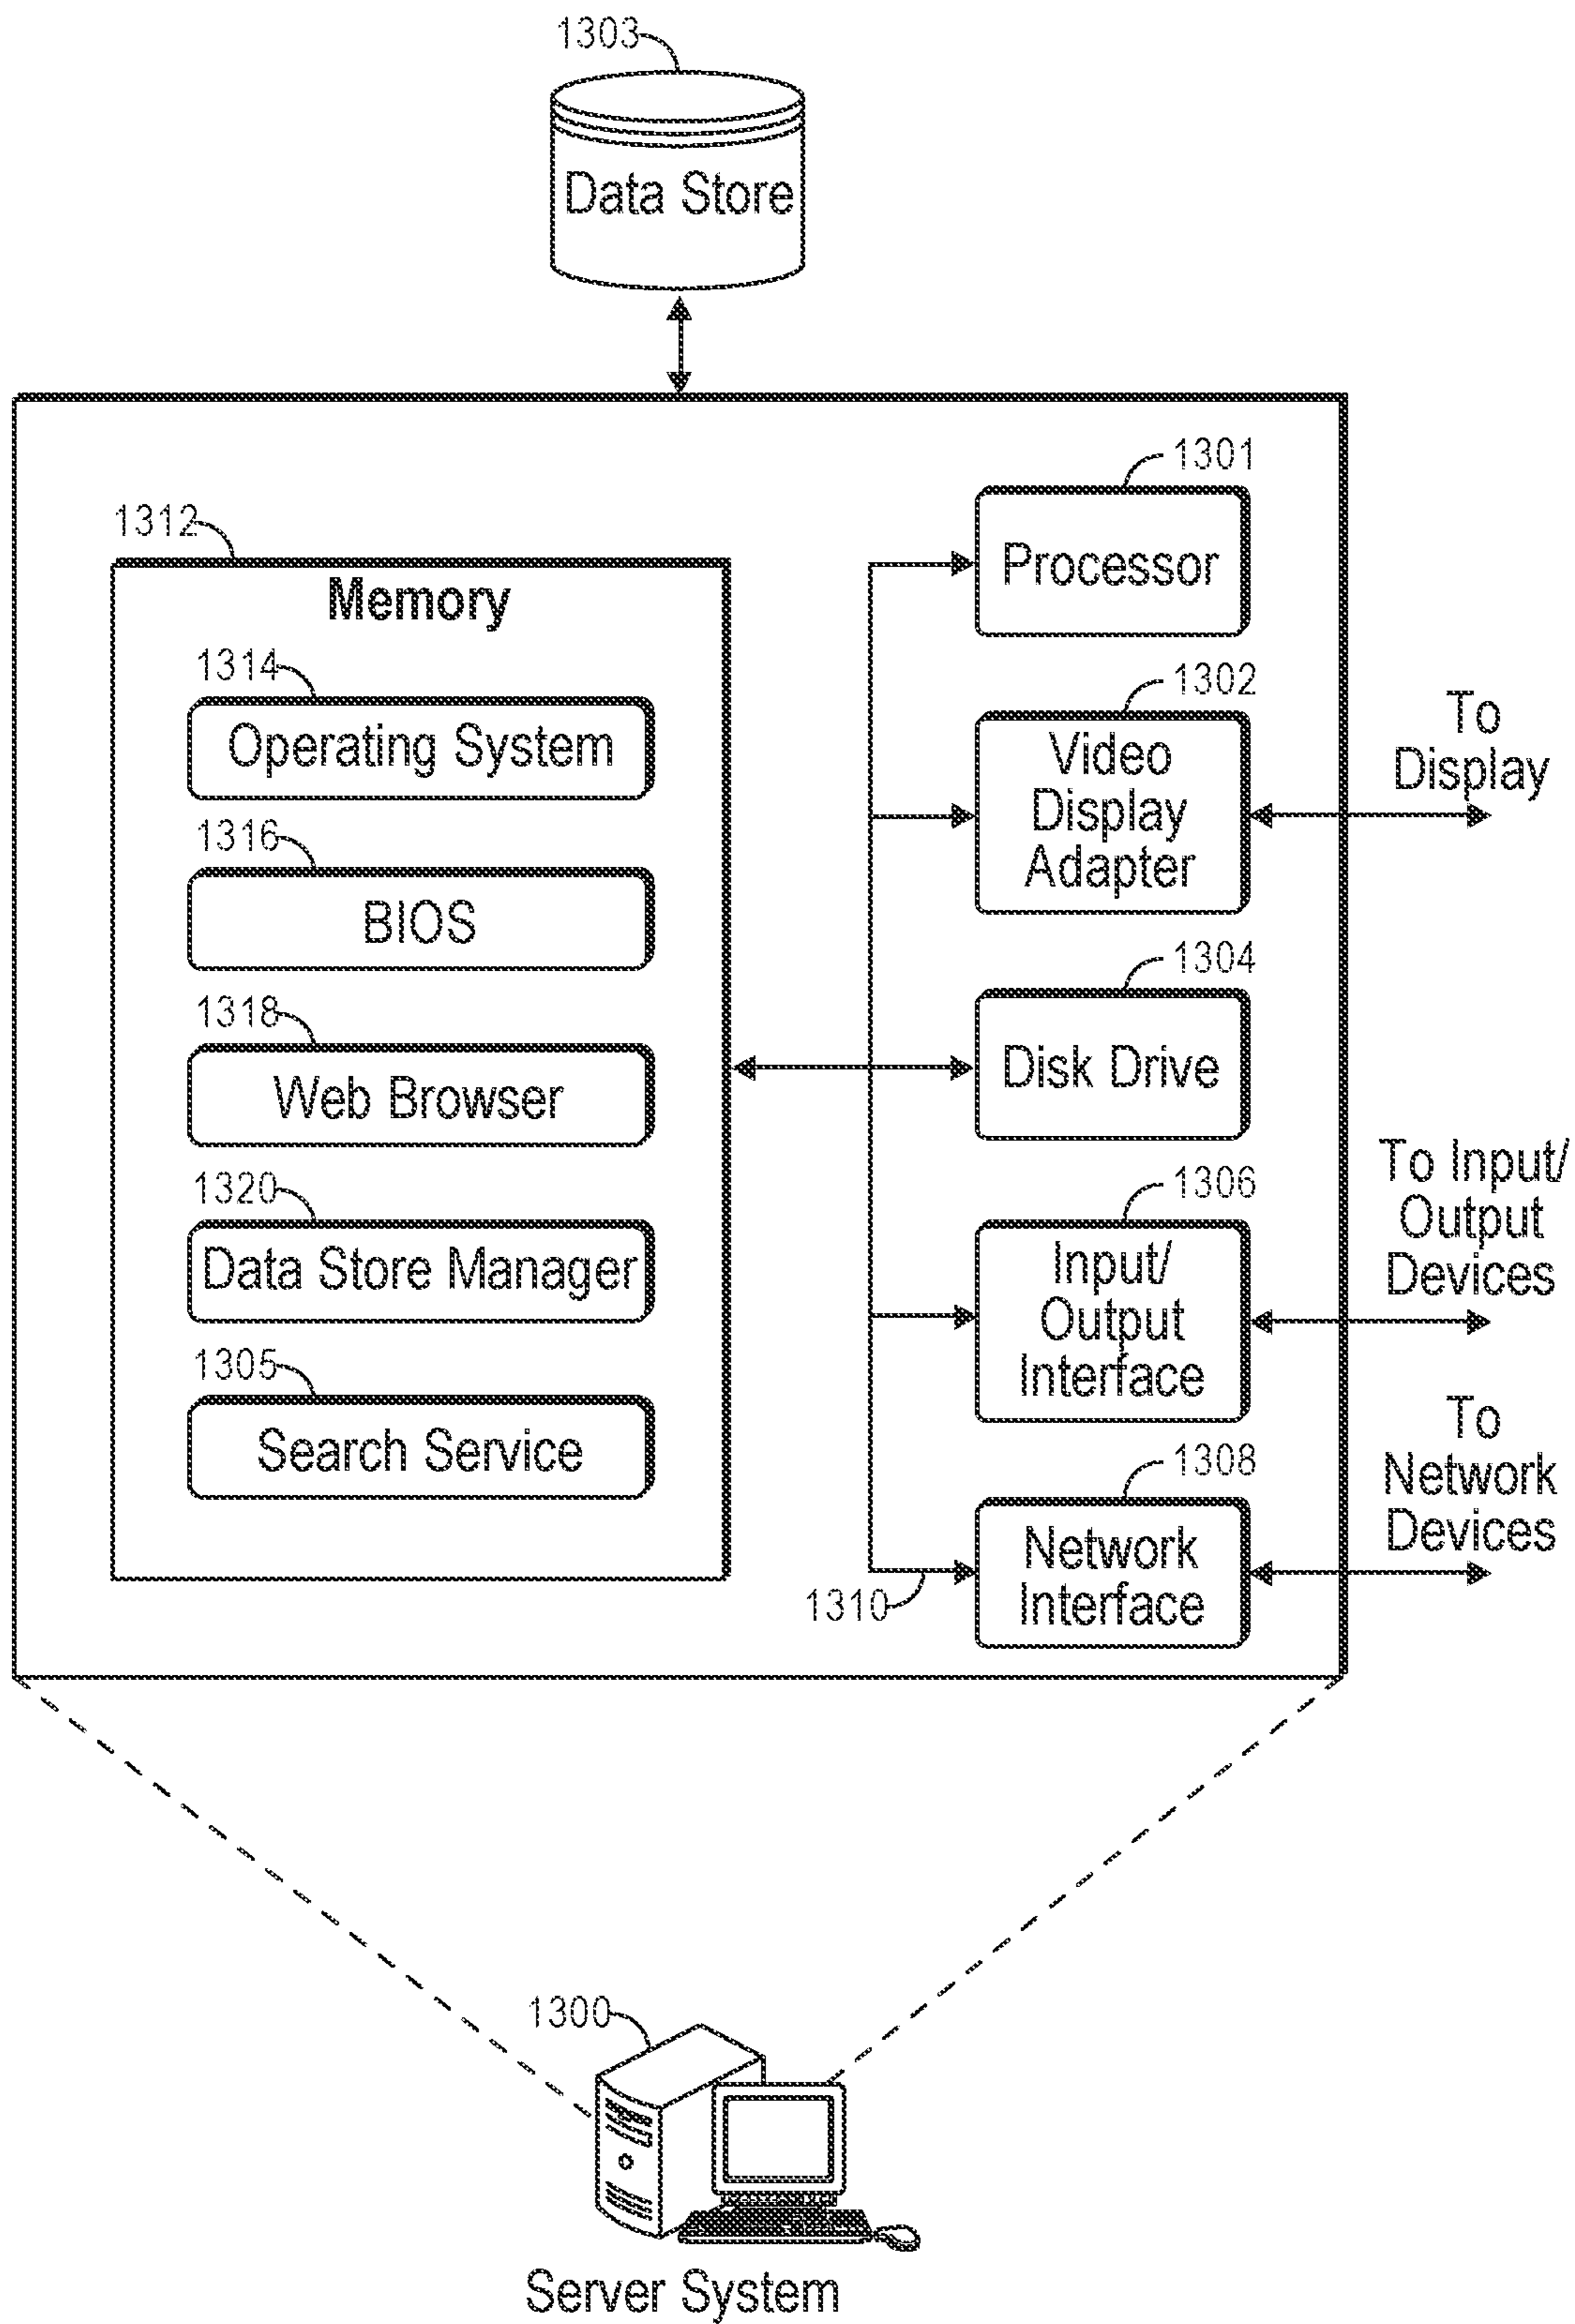 1303
Data Store
1312
Memory
1314
Operating System
1316
BIOS
1318
Web Browser
1320
Data Store Manager
1305
Search Service
1301
Processor
1302
Video
Display
Adapter
1304
Disk Drive
1306
Input/
Output
Interface
1308
Network
Interface
1310
To
Display
To Input/
Output
Devices
To
Network
Devices
1300
Server System